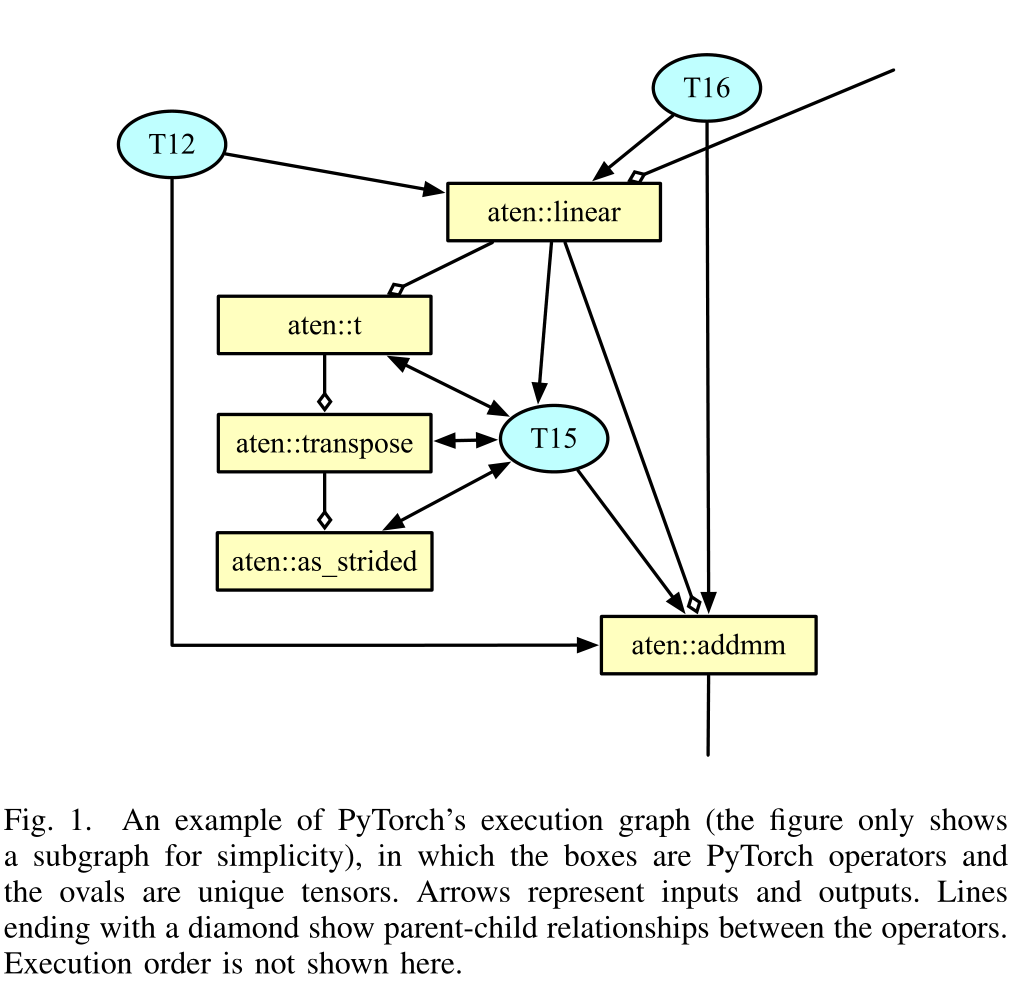 T16
T12
aten::linear
aten::t
aten::transpose
T15
aten::as_strided
aten::addmm
Fig. 1. An example of PyTorch's execution graph (the figure only shows
a subgraph for simplicity), in which the boxes are PyTorch operators and
the ovals are unique tensors. Arrows represent inputs and outputs. Lines
ending with a diamond show parent-child relationships between the operators.
Execution order is not shown here.